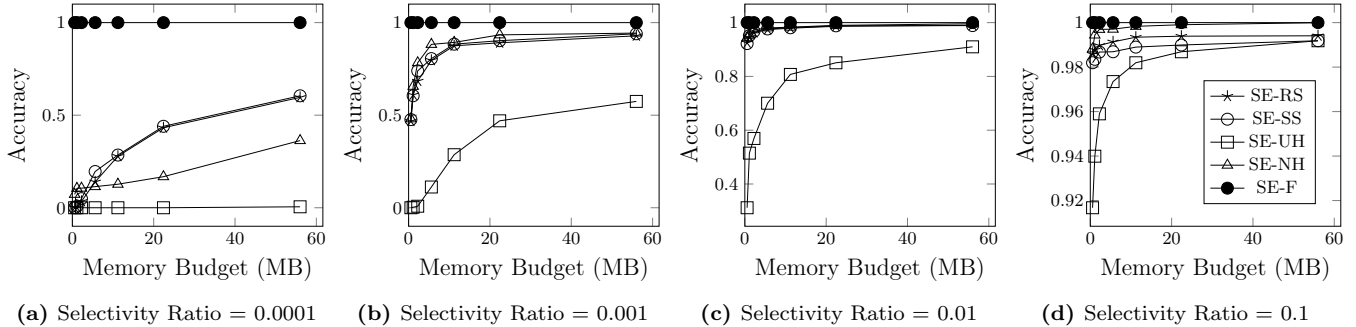 1
0.5
0
Accuracy
0 20 40 60
Memory Budget (MB)
(a) Selectivity Ratio = 0.0001
1
0.5
0
Accuracy
0 20 40 60
Memory Budget (MB)
(b) Selectivity Ratio = 0.001
1
0.8
0.6
0.4
Accuracy
0 20 40 60
Memory Budget (MB)
(c) Selectivity Ratio = 0.01
1
0.98
0.96
0.94
0.92
Accuracy
SE-RS
SE-SS
SE-UH
SE-NH
SE-F
0 20 40 60
Memory Budget (MB)
(d) Selectivity Ratio = 0.1